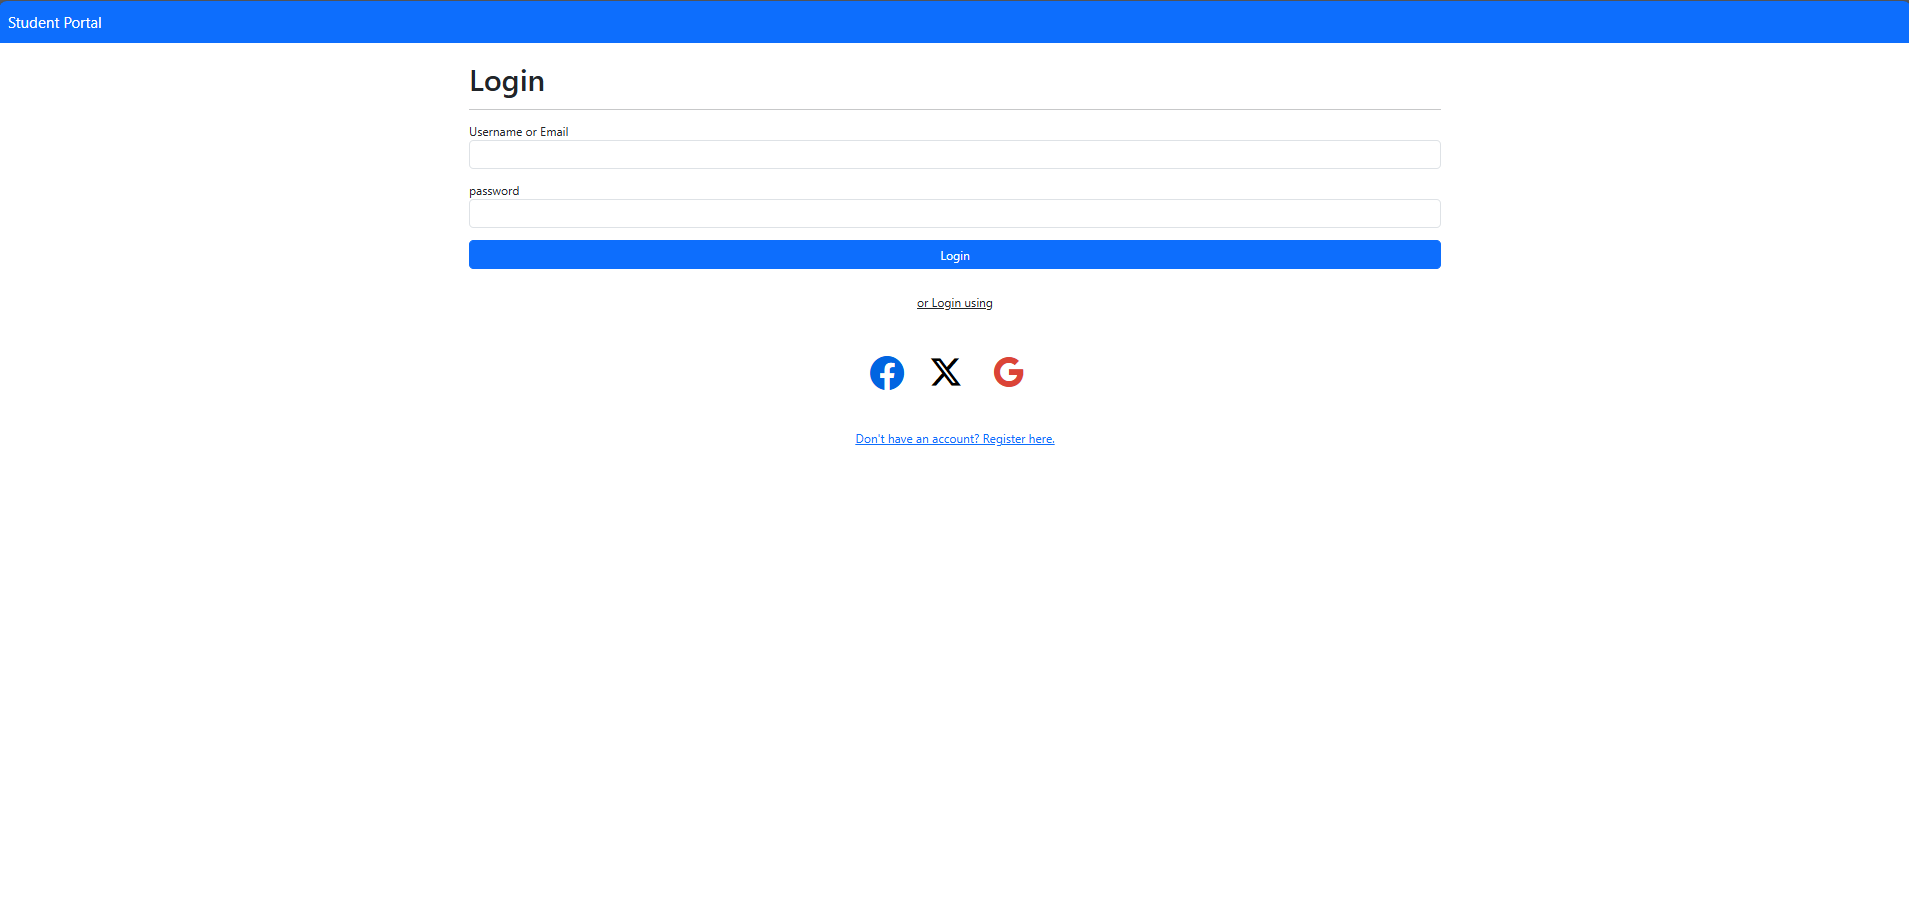 Student Portal
Login
Username or Email
password
Login
or Login using
Don't have an account? Register here.